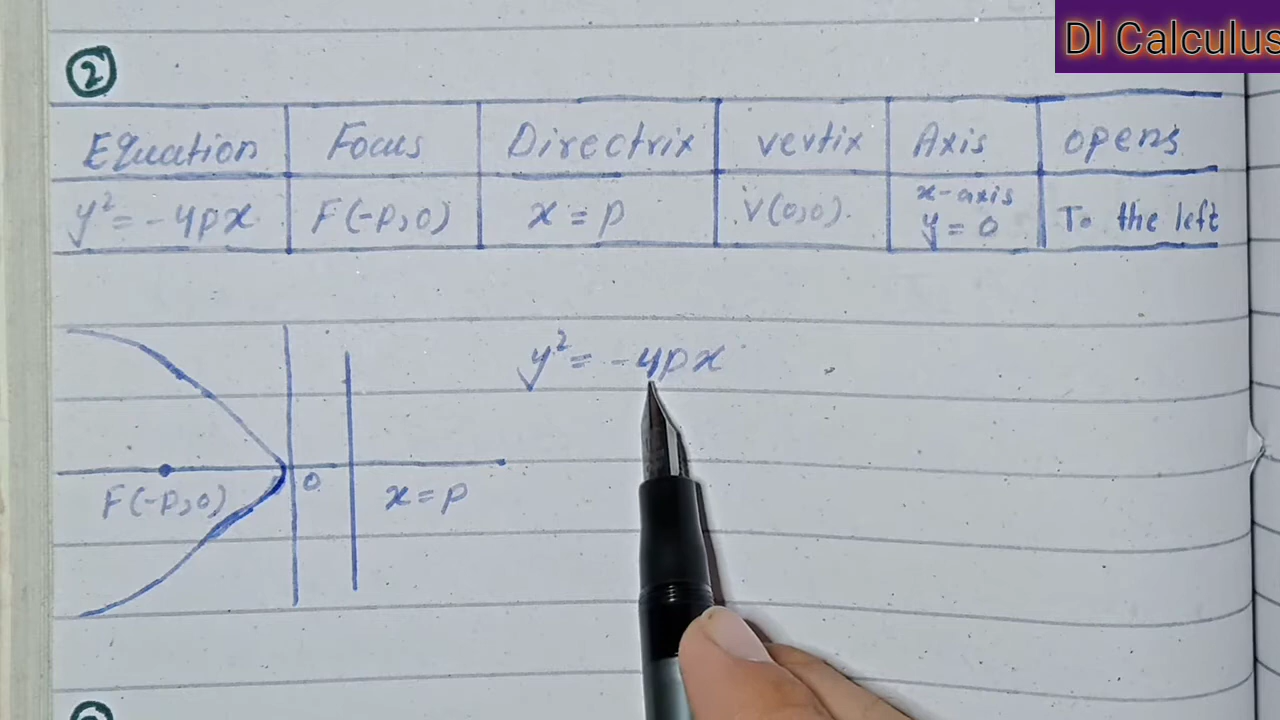 DI Calculus
2
Equation Focus Directrix vertix Axis opens
y² = -4px F(-p,0) x = p V(0,0). x-axis y = 0 To the left
y² = -4px
0
F(-p,0) x = p